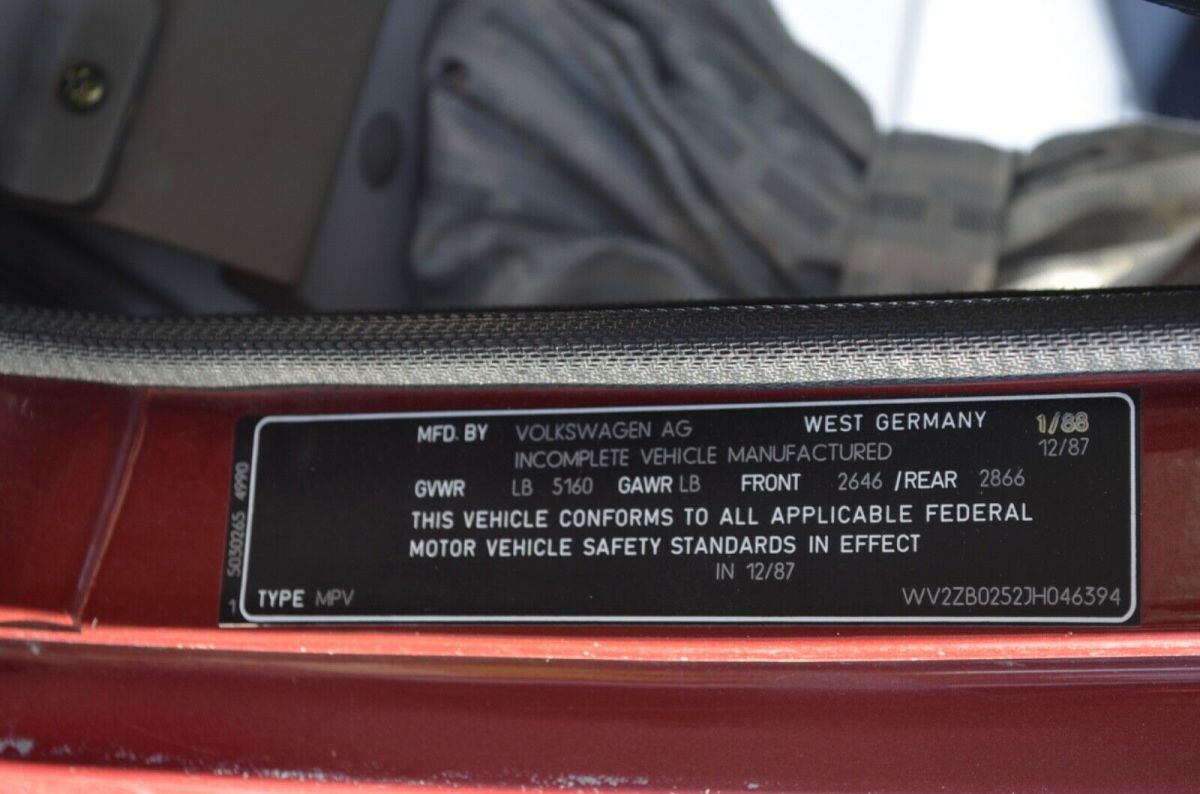 MFD. BY VOLKSWAGEN AG WEST GERMANY 1/88
INCOMPLETE VEHICLE MANUFACTURED 12/87
GVWR LB 5160 GAWR LB FRONT 2646 /REAR 2866
THIS VEHICLE CONFORMS TO ALL APPLICABLE FEDERAL
MOTOR VEHICLE SAFETY STANDARDS IN EFFECT
IN 12/87
TYPE MPV WV2ZB0252JH046394
1 5030265 4990